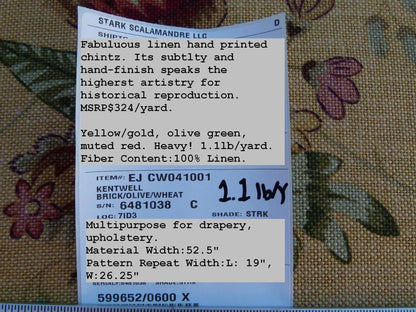 STARK SCALAMANDRE LLC D
Fabuluous linen hand printed
chintz. Its subtlty and
hand-finish speaks the
higherst artistry for
historical reproduction.
MSRP$324/yard.
Yellow/gold, olive green,
muted red. Heavy! 1.1lb/yard.
Fiber Content:100% Linen.
ITEM#: EJ CW041001
KENTWELL
BRICK/OLIVE/WHEAT
S/N: 6481038 C
1.1 lb/y
LOC: 7ID3 SHADE: STRK
Multipurpose for drapery,
upholstery.
Material Width:52.5"
Pattern Repeat Width:L: 19",
W:26.25"
599652/0600 X